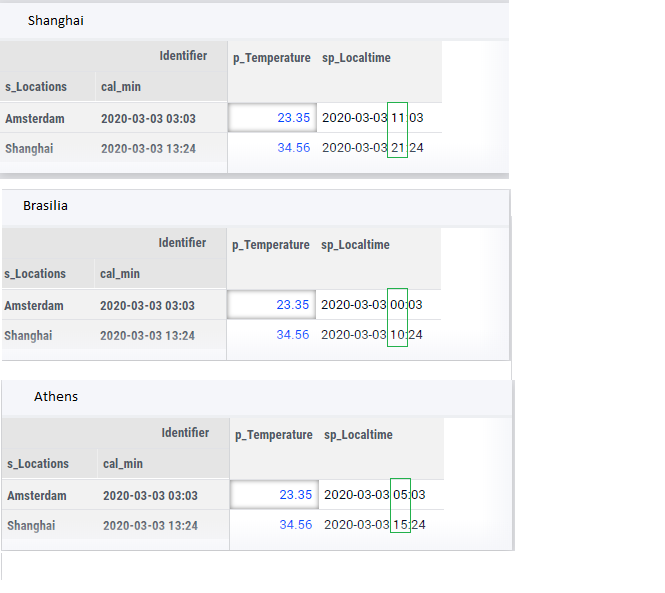 Shanghai
Identifier p_Temperature sp_Localtime
s_Locations cal_min
Amsterdam 2020-03-03 03:03 23.35 2020-03-03 11:03
Shanghai 2020-03-03 13:24 34.56 2020-03-03 21:24
Brasilia
Identifier p_Temperature sp_Localtime
s_Locations cal_min
Amsterdam 2020-03-03 03:03 23.35 2020-03-03 00:03
Shanghai 2020-03-03 13:24 34.56 2020-03-03 10:24
Athens
Identifier p_Temperature sp_Localtime
s_Locations cal_min
Amsterdam 2020-03-03 03:03 23.35 2020-03-03 05:03
Shanghai 2020-03-03 13:24 34.56 2020-03-03 15:24